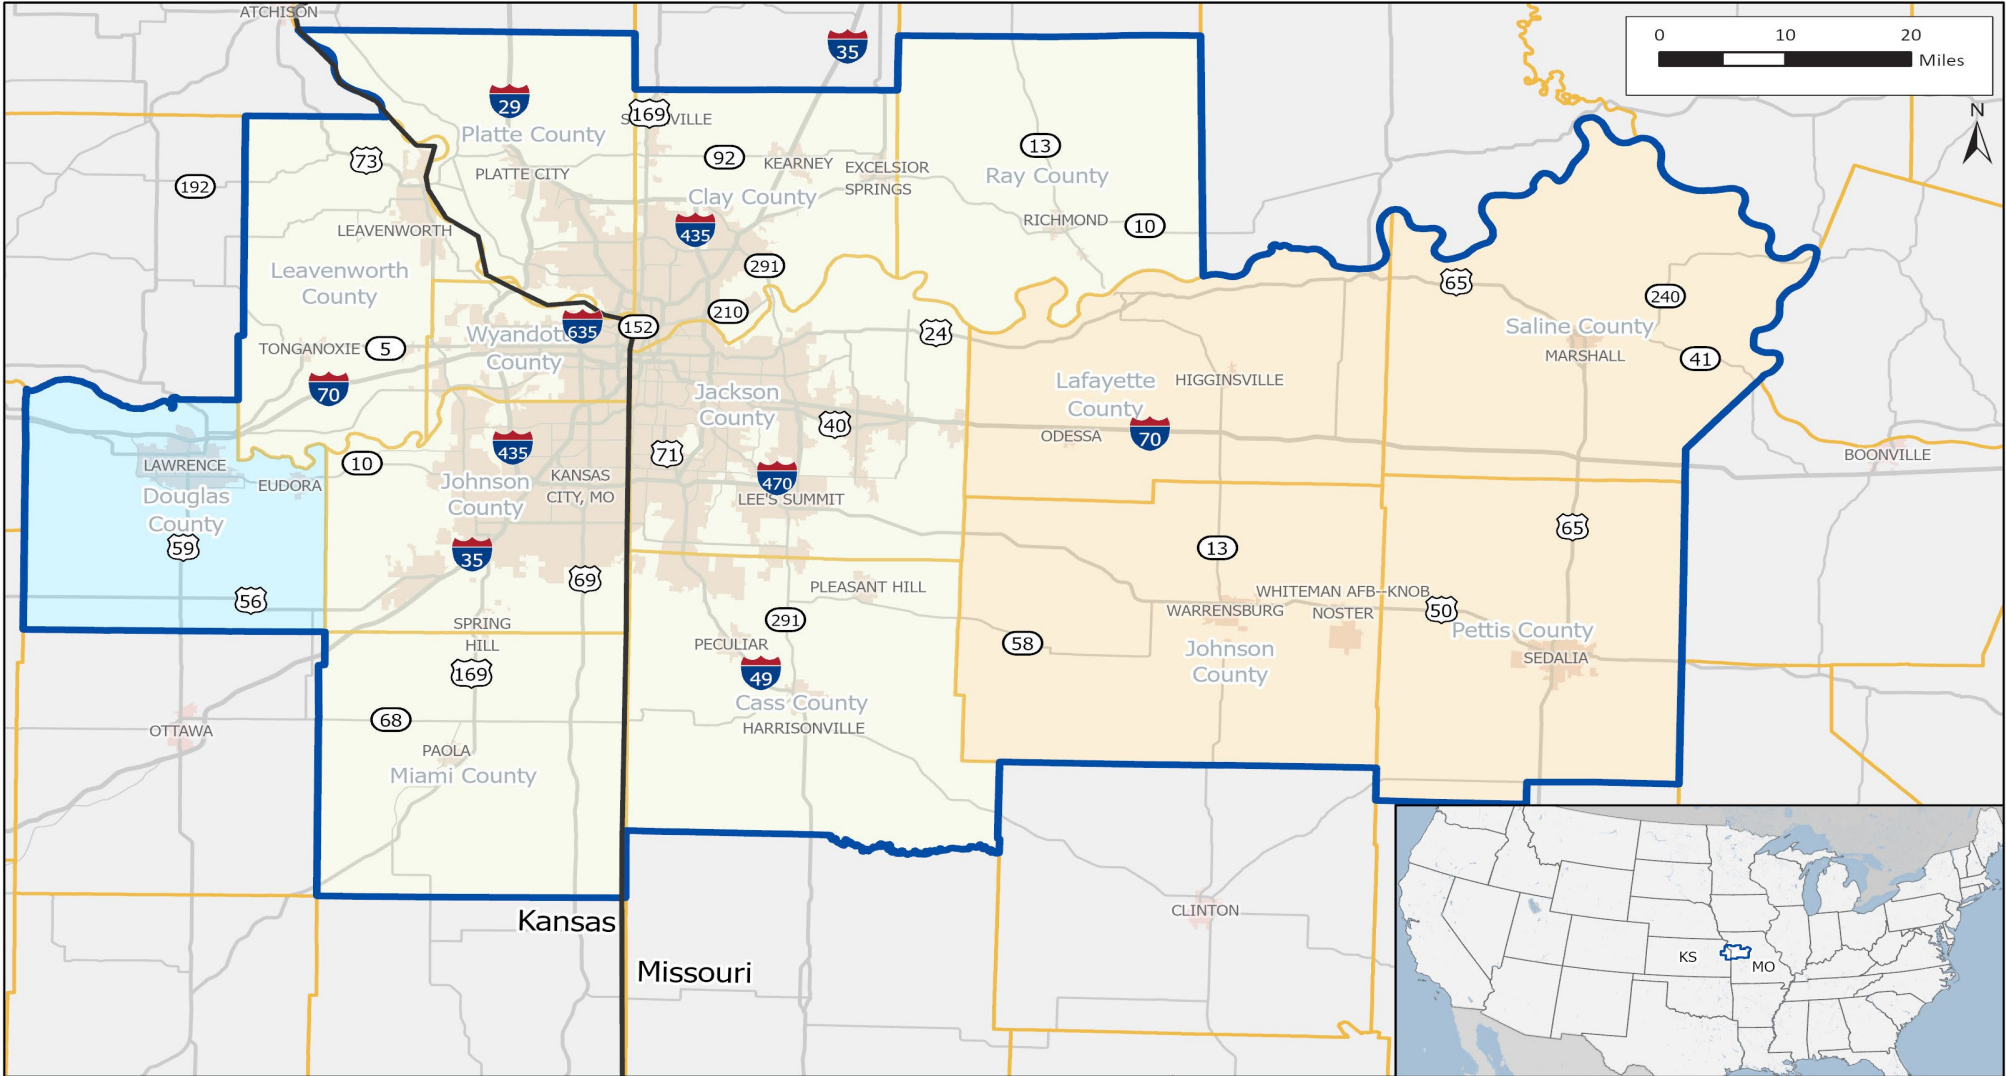 ATCHISON
35
0 10 20
Miles
N
29
169
VILLE
Platte County
73
92
KEARNEY
EXCELSIOR
SPRINGS
13
Ray County
192
PLATTE CITY
Clay County
435
RICHMOND
10
LEAVENWORTH
Leavenworth
County
291
210
65
240
Saline County
MARSHALL
41
635
152
24
Wyandot
County
TONGANOXIE
5
70
Jackson
County
40
Lafayette
County
HIGGINSVILLE
ODESSA
70
LAWRENCE
EUDORA
Douglas
County
59
56
10
435
Johnson
County
KANSAS
CITY, MO
71
470
LEE'S SUMMIT
BOONVILLE
35
69
13
65
PLEASANT HILL
WHITEMAN AFB--KNOB
NOSTER
WARRENSBURG
50
Pettis County
SEDALIA
SPRING
HILL
169
291
PECULIAR
49
Cass County
HARRISONVILLE
58
Johnson
County
OTTAWA
68
PAOLA
Miami County
Kansas
Missouri
CLINTON
KS
MO